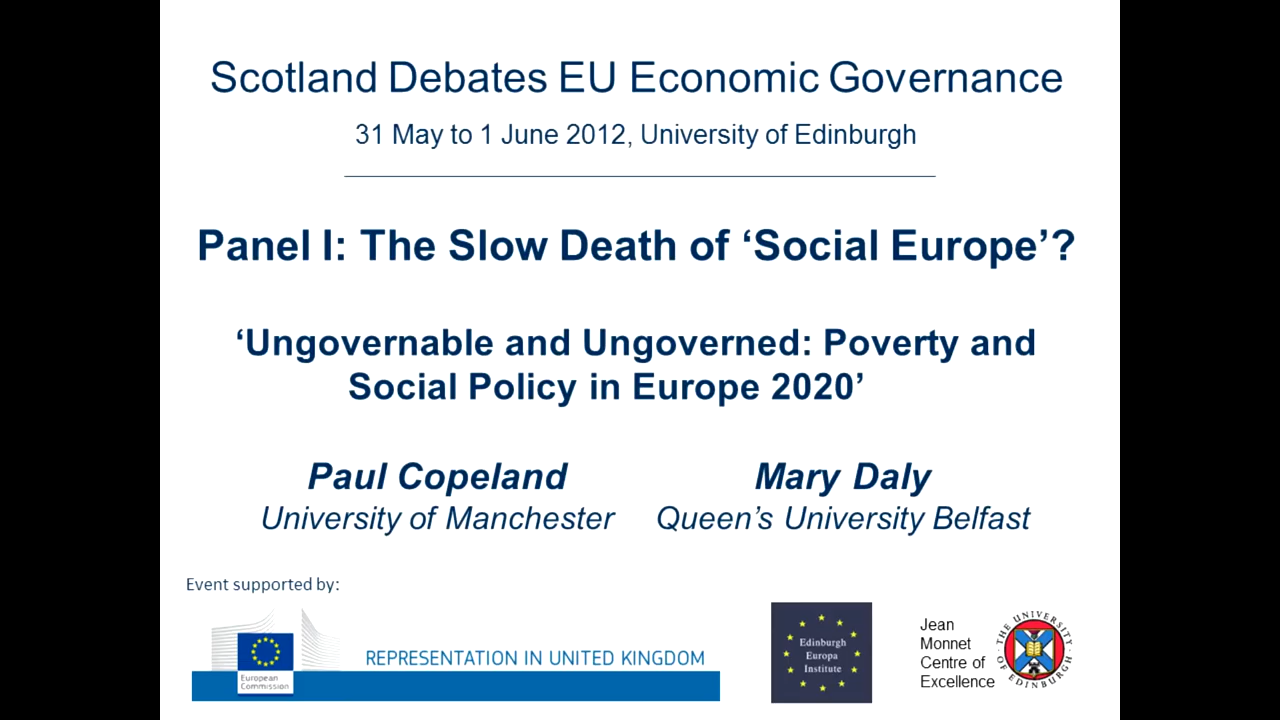 Scotland Debates EU Economic Governance
31 May to 1 June 2012, University of Edinburgh
Panel I: The Slow Death of ‘Social Europe’?
‘Ungovernable and Ungoverned: Poverty and
Social Policy in Europe 2020’
Paul Copeland
University of Manchester
Mary Daly
Queen’s University Belfast
Event supported by:
European
Commission
REPRESENTATION IN UNITED KINGDOM
Edinburgh
Europa
Institute
Jean
Monnet
Centre of
Excellence
THE UNIVERSITY
OF EDINBURGH